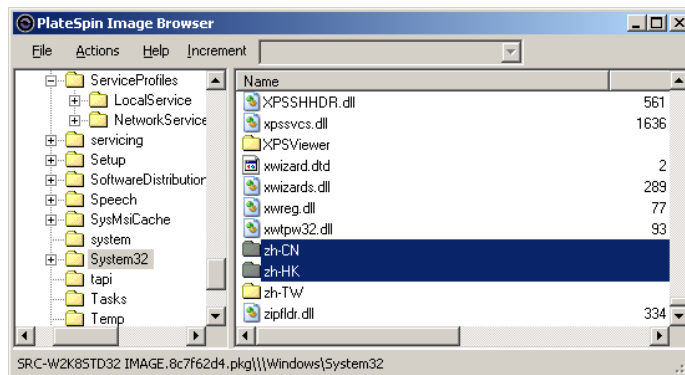 PlateSpin Image Browser
File Actions Help Increment
ServiceProfiles
LocalService
NetworkService
servicing
Setup
SoftwareDistribution
Speech
SysMsiCache
system
System32
tapi
Tasks
Temp
Name
XPSSHHDR.dll 561
xpssvcs.dll 1636
XPSViewer
xwizard.dtd 2
xwizards.dll 289
xwreg.dll 77
xwtpw32.dll 93
zh-CN
zh-HK
zh-TW
zipfldr.dll 334
SRC-W2K8STD32 IMAGE.8c7f62d4.pkg\\\Windows\System32